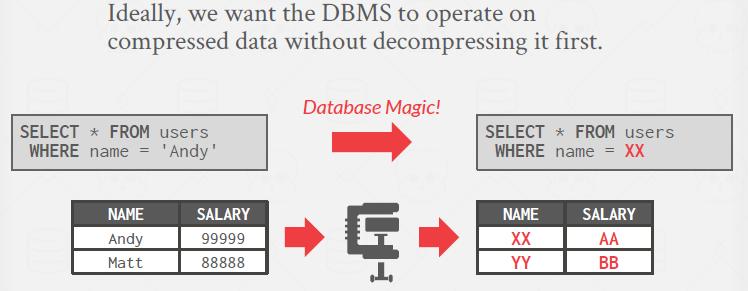 Ideally, we want the DBMS to operate on
compressed data without decompressing it first.
Database Magic!
SELECT * FROM users
WHERE name = 'Andy'
SELECT * FROM users
WHERE name = XX
NAME SALARY
Andy 99999
Matt 88888
NAME SALARY
XX AA
YY BB